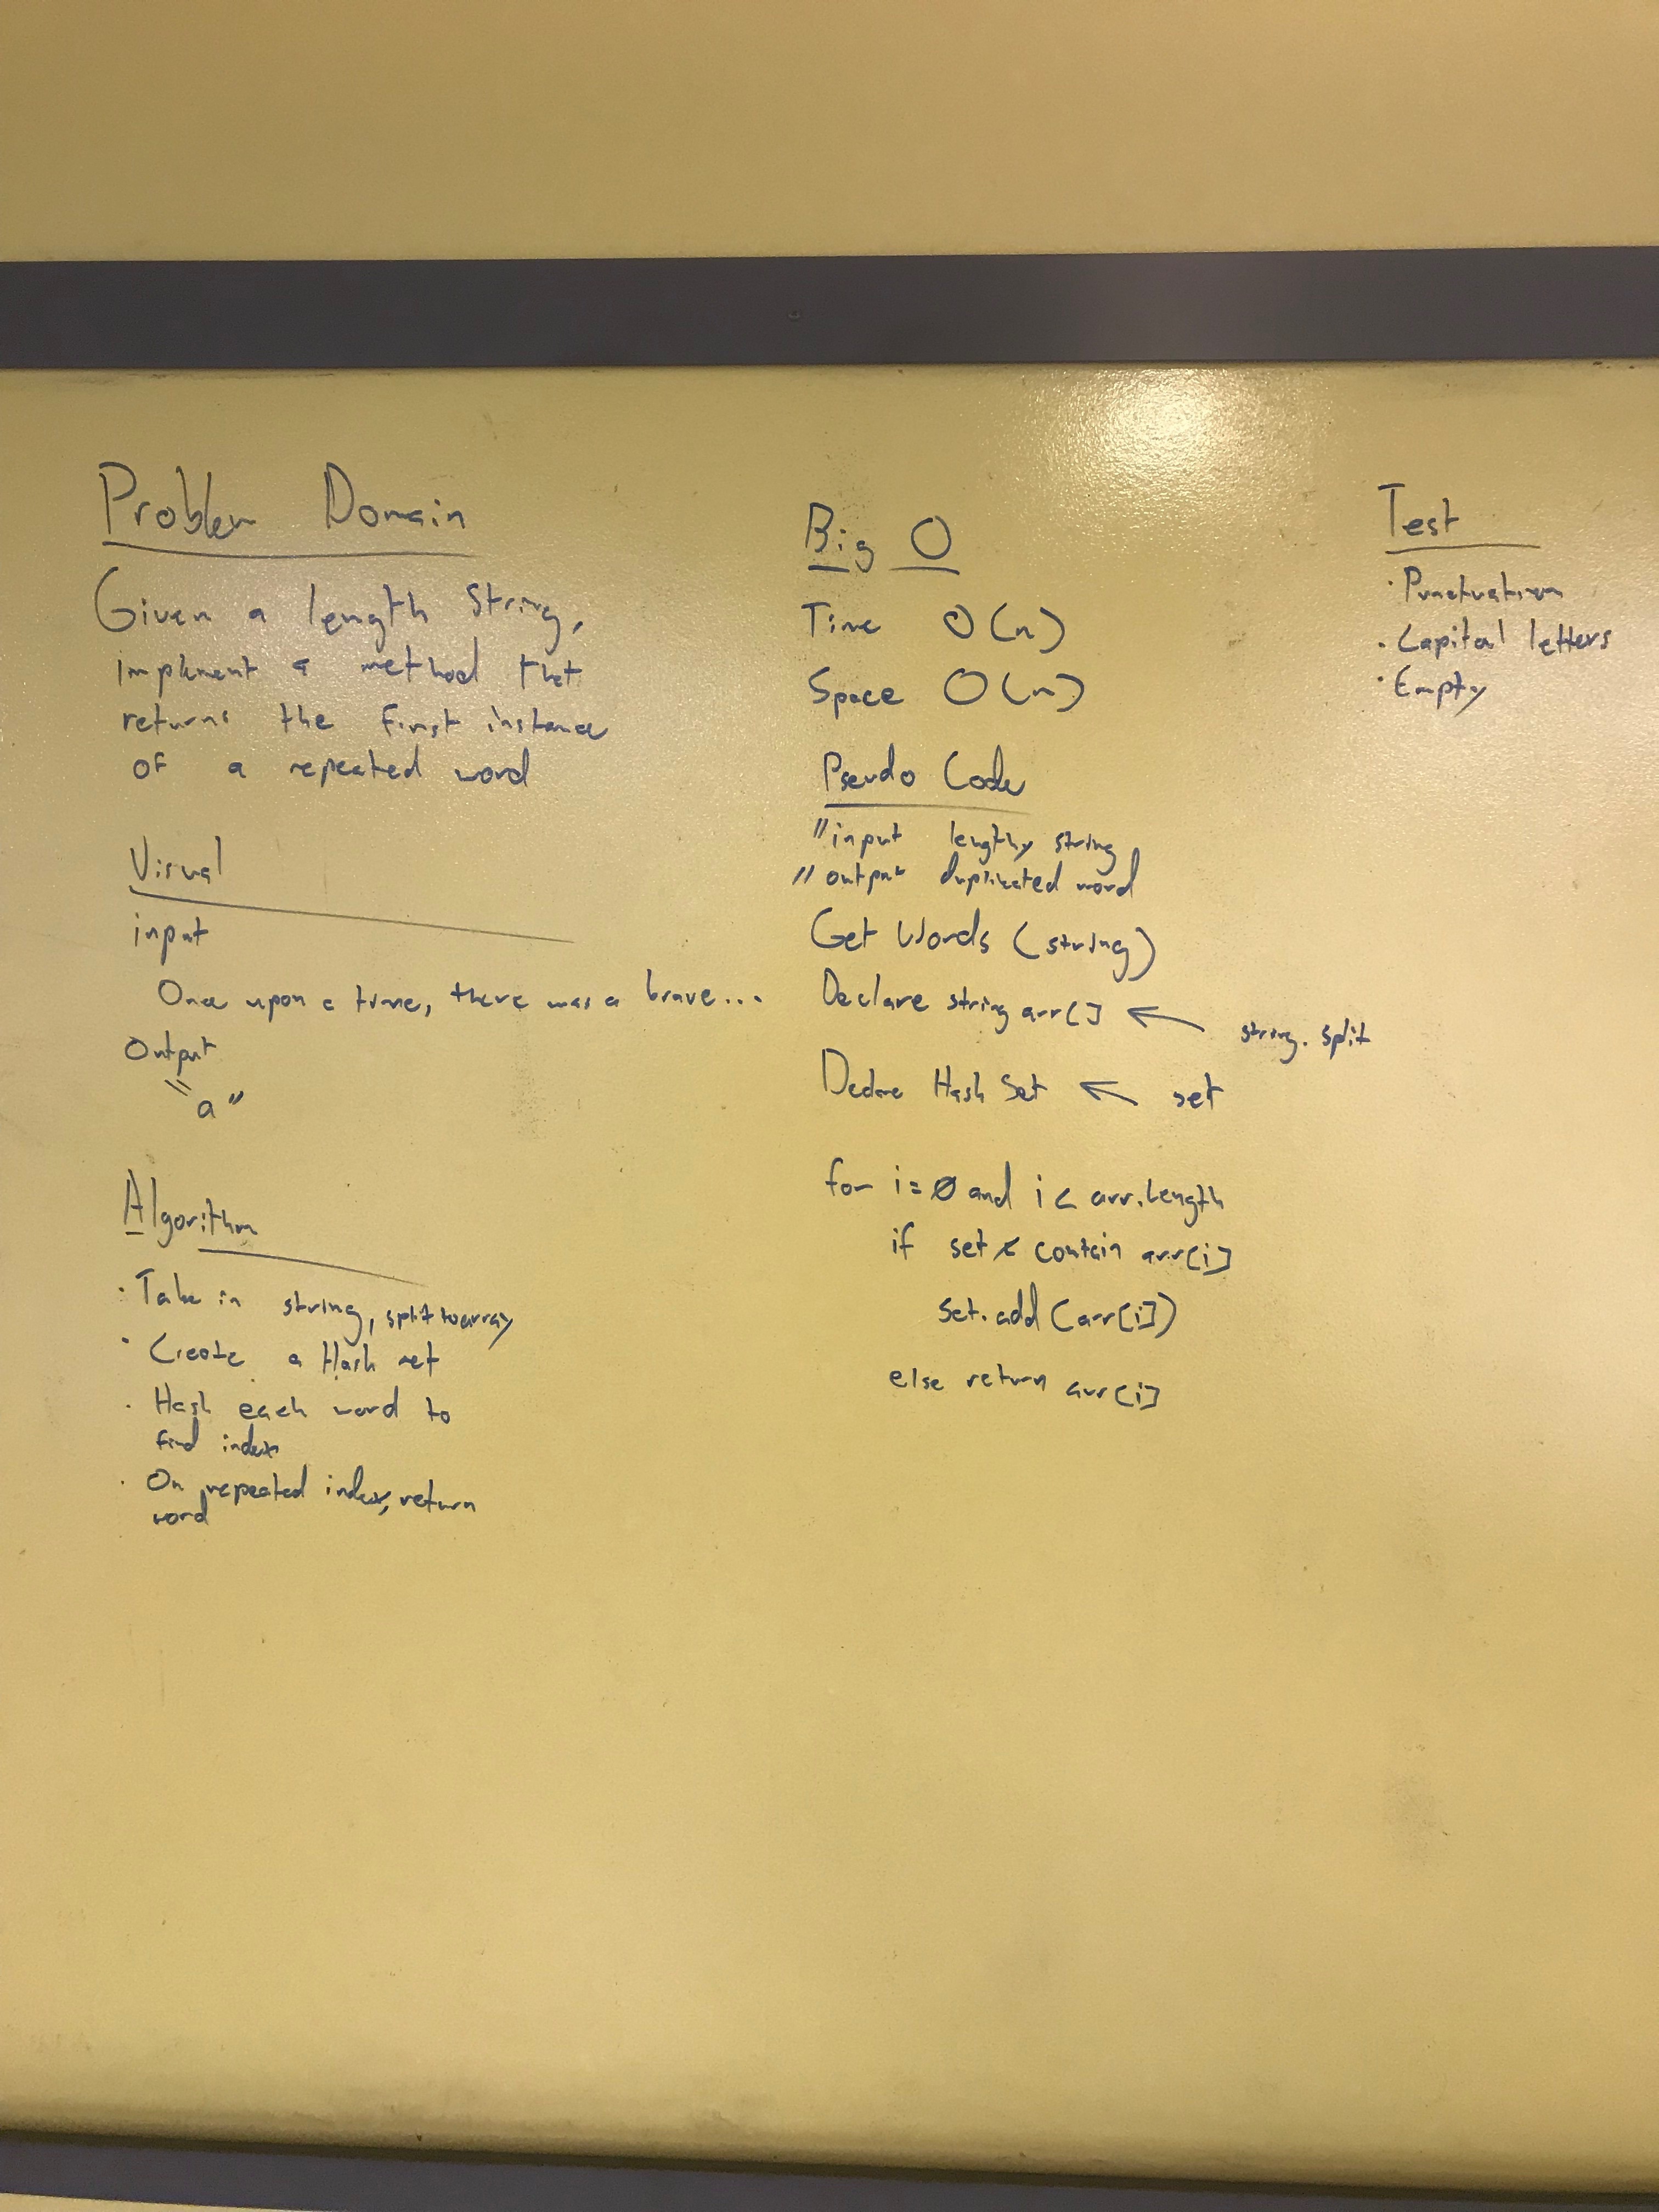 Problem Domain
Given a length string,
implement a method that
returns the first instance
of a repeated word
Visual
input
Once upon a time, there was a brave...
Output
"a"
Algorithm
· Take in string, split to array
· Create a Hash set
· Hash each word to
find index
· On repeated index, return
word
Big O
Time O(n)
Space O(n)
Pseudo Code
// input lengthy string
// output duplicated word
Get Words (string)
Declare string arr[] ← string. split
Declare Hash Set ← set
for i = 0 and i < arr.length
if set contain arr[i]
set.add (arr[i])
else return arr[i]
Test
· Punctuation
· Capital letters
· Empty